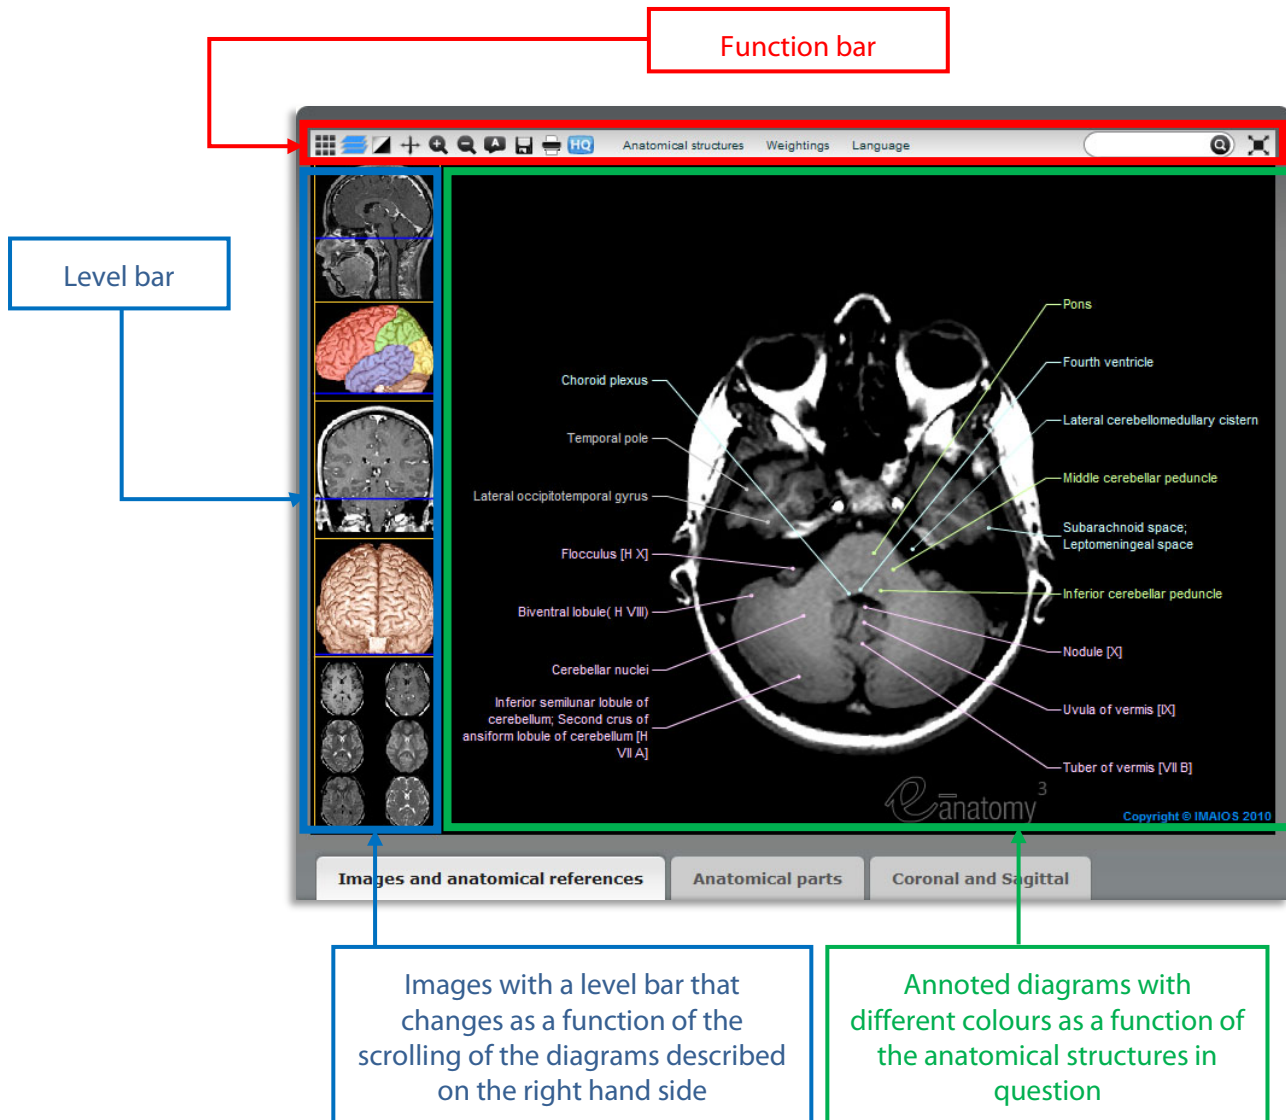 Function bar
A
HQ
Anatomical structures
Weightings
Language
Level bar
Pons
Fourth ventricle
Choroid plexus
Lateral cerebellomedullary cistern
Temporal pole
Middle cerebellar peduncle
Lateral occipitotemporal gyrus
Subarachnoid space;
Leptomeningeal space
Flocculus [H X]
Inferior cerebellar peduncle
Biventral lobule( H VIII)
Nodule [X]
Cerebellar nuclei
Inferior semilunar lobule of
cerebellum; Second crus of
ansiform lobule of cerebellum [H
VII A]
Uvula of vermis [IX]
Tuber of vermis [VII B]
e-anatomy 3
Copyright © IMAIOS 2010
Images and anatomical references
Anatomical parts
Coronal and Sagittal
Images with a level bar that
changes as a function of the
scrolling of the diagrams described
on the right hand side
Annoted diagrams with
different colours as a function of
the anatomical structures in
question